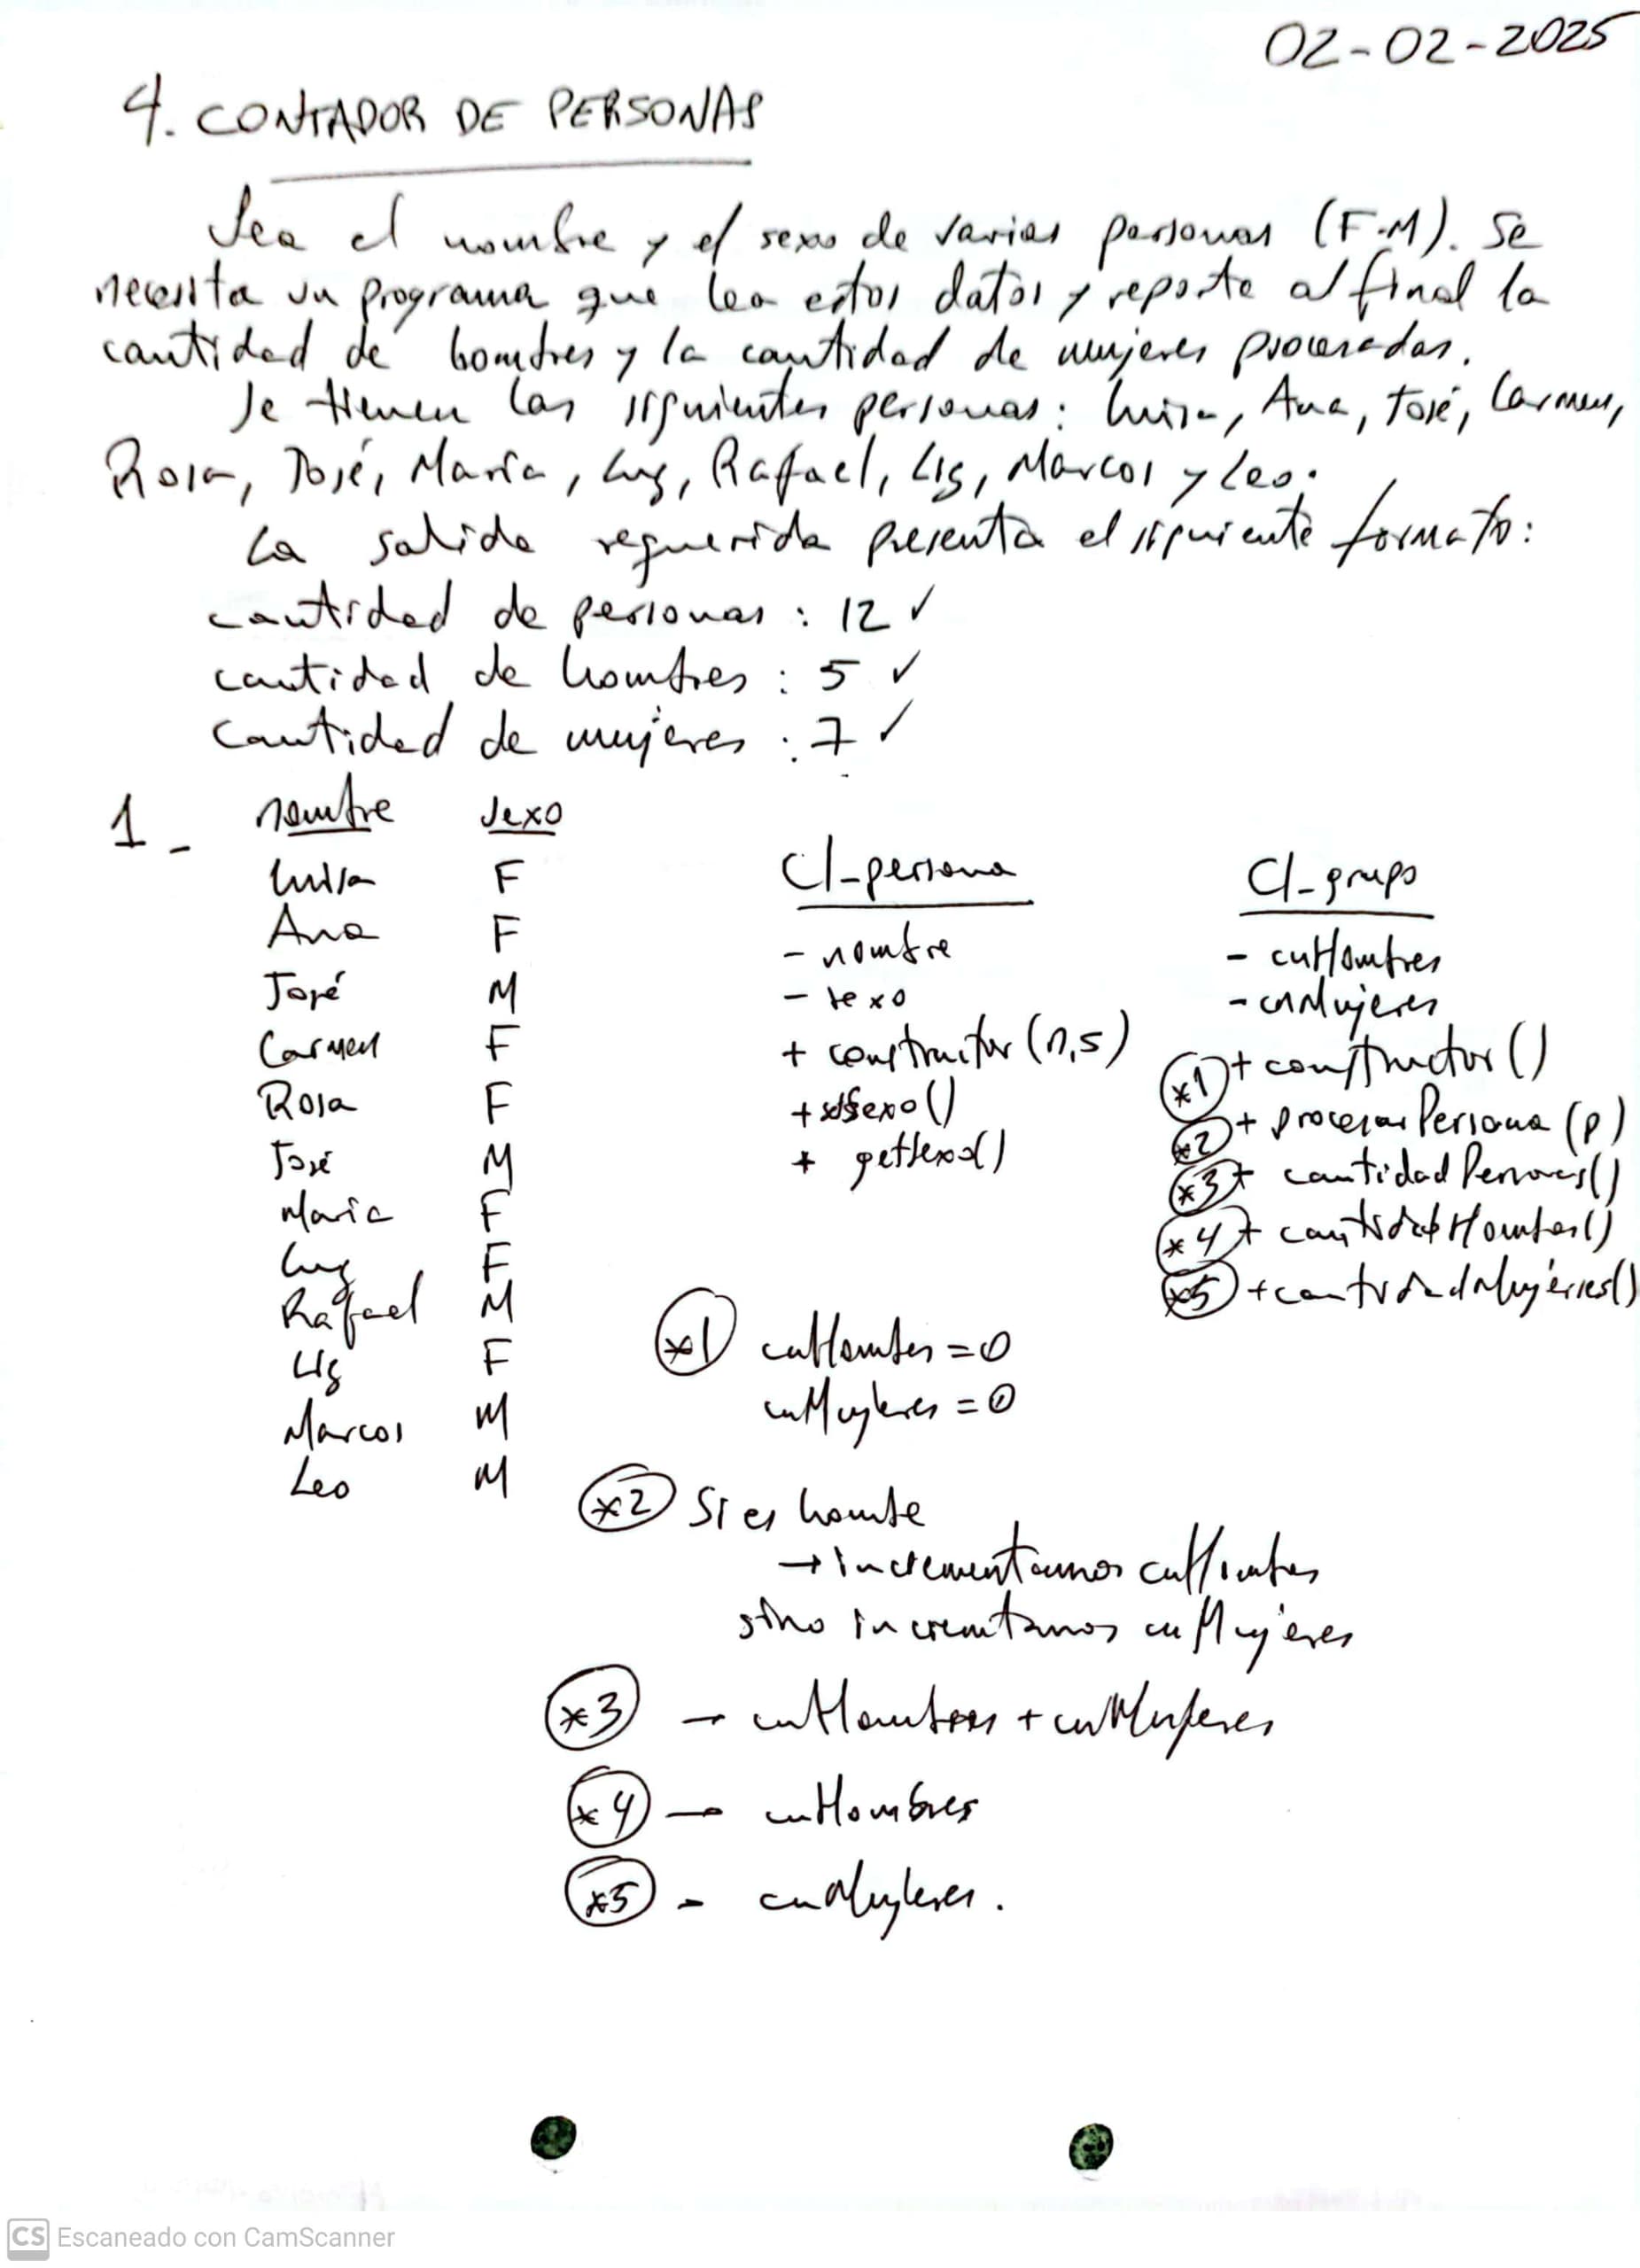 02-02-2025
4. CONTADOR DE PERSONAS
Sea el nombre y el sexo de varias personas (F-M). Se
necesita un programa que lea estos datos y reporte al final la
cantidad de hombres y la cantidad de mujeres procesadas.
Se tienen las siguientes personas: Luisa, Ana, José, Carmen,
Rosa, José, María, Luz, Rafael, Liz, Marcos y Leo.
La salida requerida presenta el siguiente formato:
cantidad de personas : 12 ✓
cantidad de hombres : 5 ✓
cantidad de mujeres : 7 ✓
1- nombre sexo
Luisa F
Ana F
José M
Carmen F
Rosa F
José M
Maria F
Luz F
Rafael M
Liz F
Marcos M
Leo M
Cl_persona
- nombre
- sexo
+ constructor (n,s)
+ setsexo()
+ getsexo()
Cl_grupo
- cntHombres
- cntMujeres
*1 + constructor ()
*2 + procesarPersona (p)
*3 + cantidadPersonas()
*4 + cantidadHombres()
*5 + cantidadMujeres()
*1 cntHombres = 0
cntMujeres = 0
*2 Si es hombre
→ incrementamos cntHombres
sino incrementamos cntMujeres
*3 → cntHombres + cntMujeres
*4 → cntHombres
*5 - cntMujeres.
CS Escaneado con CamScanner